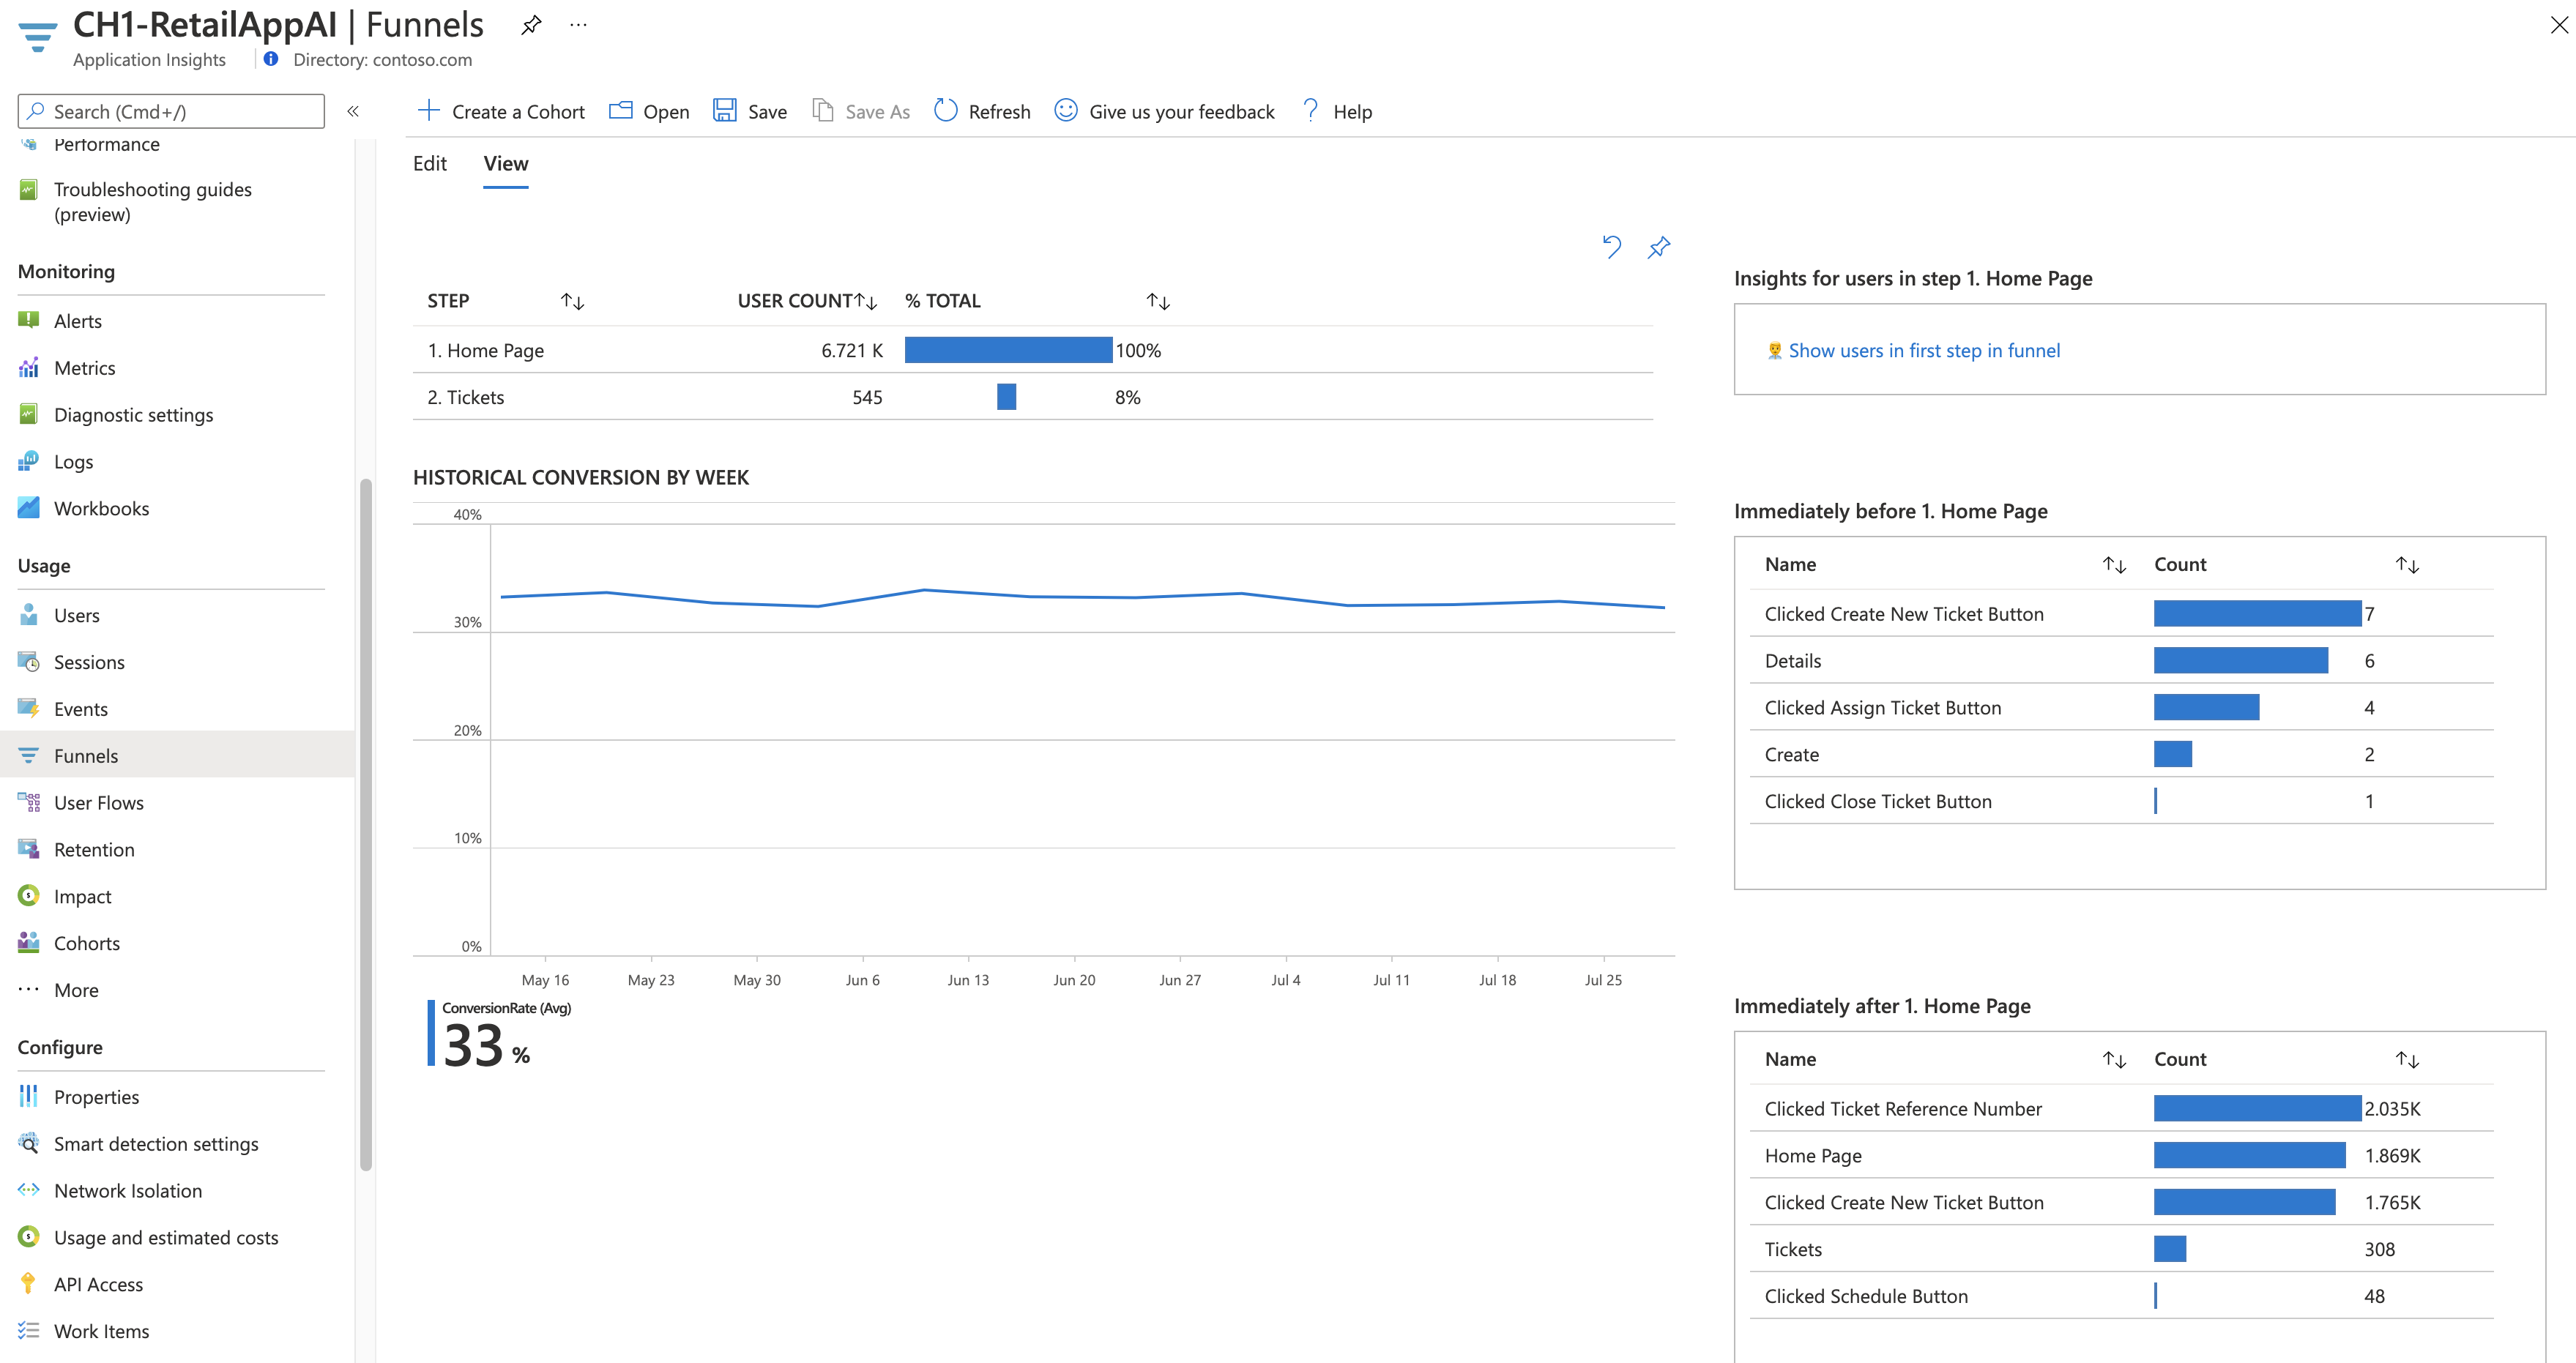 CH1-RetailAppAI | Funnels
Application Insights
Directory: contoso.com
Search (Cmd+/)
Performance
Troubleshooting guides
(preview)
Monitoring
Alerts
Metrics
Diagnostic settings
Logs
Workbooks
Usage
Users
Sessions
Events
Funnels
User Flows
Retention
Impact
Cohorts
More
Configure
Properties
Smart detection settings
Network Isolation
Usage and estimated costs
API Access
Work Items
Create a Cohort Open Save Save As Refresh Give us your feedback Help
Edit View
STEP USER COUNT % TOTAL
1. Home Page 6.721 K 100%
2. Tickets 545 8%
HISTORICAL CONVERSION BY WEEK
40%
30%
20%
10%
0%
May 16 May 23 May 30 Jun 6 Jun 13 Jun 20 Jun 27 Jul 4 Jul 11 Jul 18 Jul 25
ConversionRate (Avg)
33 %
Insights for users in step 1. Home Page
Show users in first step in funnel
Immediately before 1. Home Page
Name Count
Clicked Create New Ticket Button 7
Details 6
Clicked Assign Ticket Button 4
Create 2
Clicked Close Ticket Button 1
Immediately after 1. Home Page
Name Count
Clicked Ticket Reference Number 2.035K
Home Page 1.869K
Clicked Create New Ticket Button 1.765K
Tickets 308
Clicked Schedule Button 48